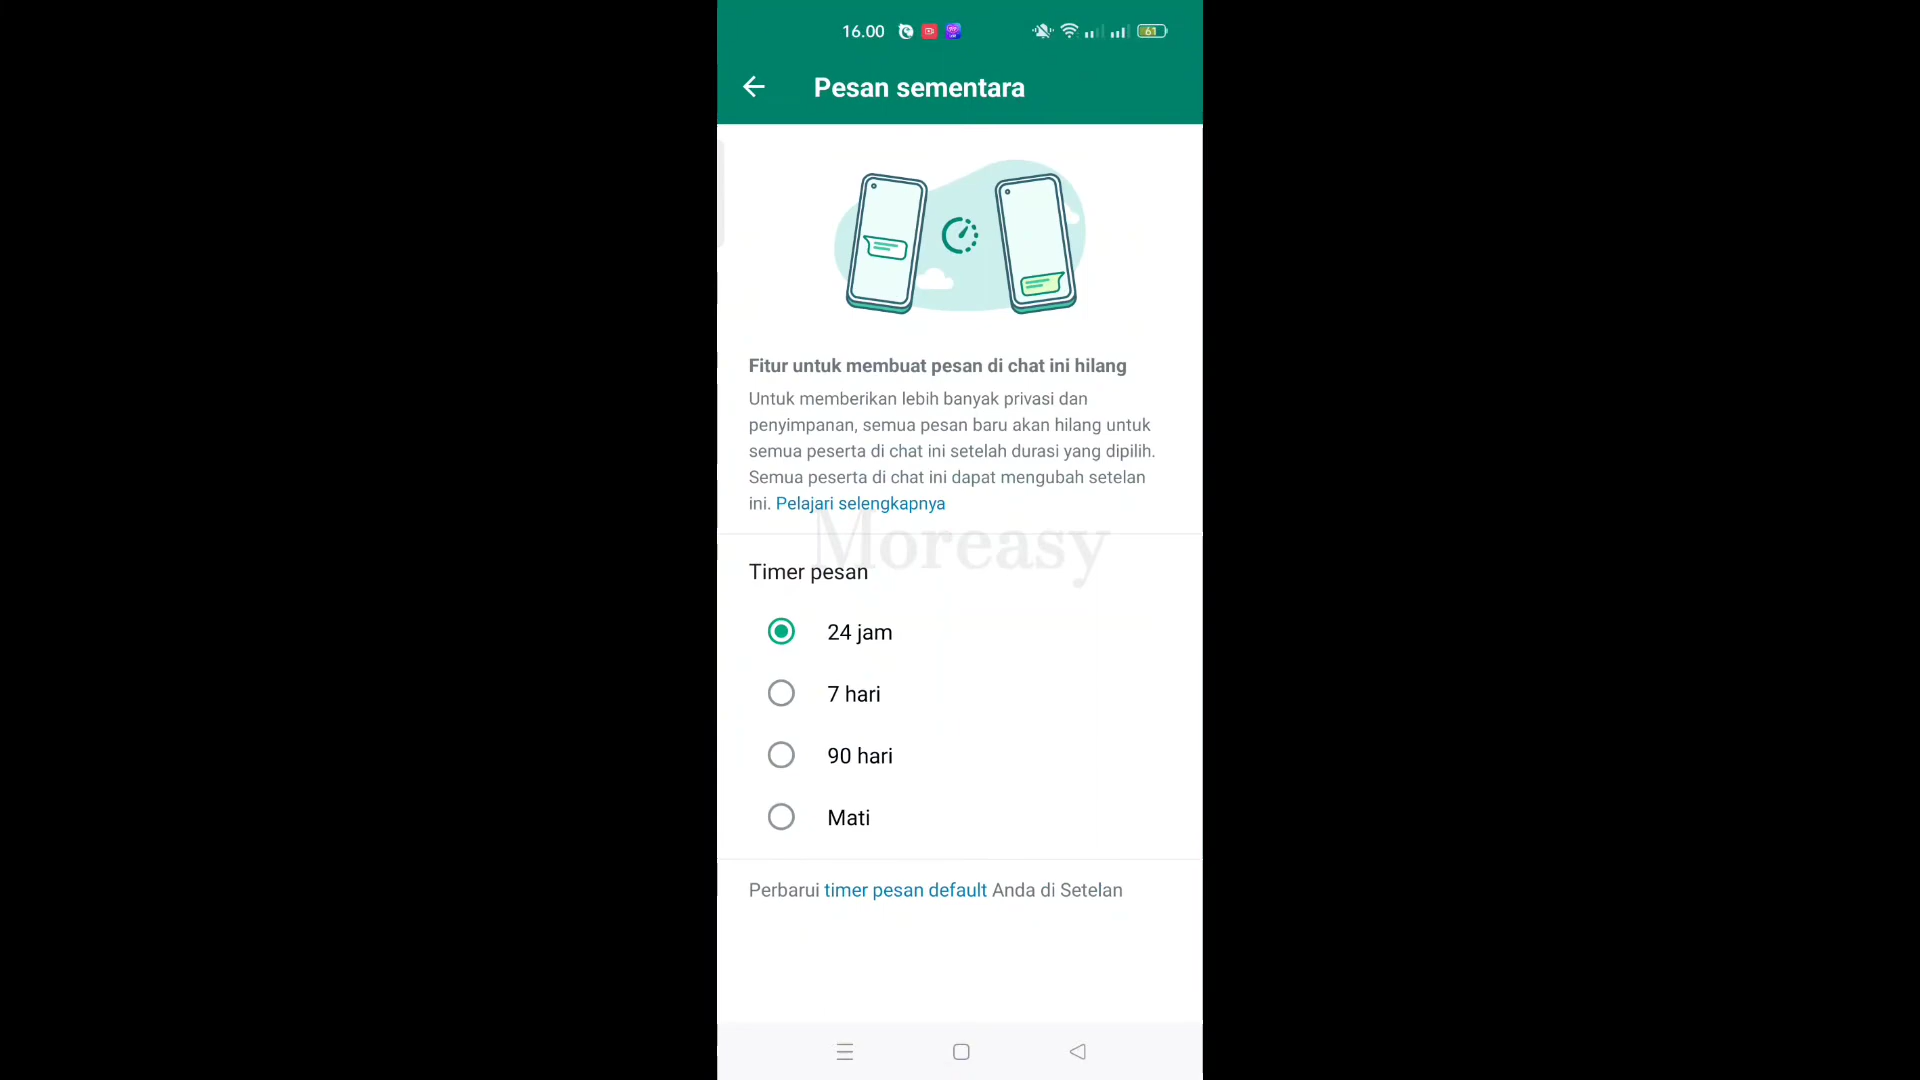 16.00
61
Pesan sementara
Fitur untuk membuat pesan di chat ini hilang
Untuk memberikan lebih banyak privasi dan
penyimpanan, semua pesan baru akan hilang untuk
semua peserta di chat ini setelah durasi yang dipilih.
Semua peserta di chat ini dapat mengubah setelan
ini. Pelajari selengkapnya
Moreasy
Timer pesan
24 jam
7 hari
90 hari
Mati
Perbarui timer pesan default Anda di Setelan